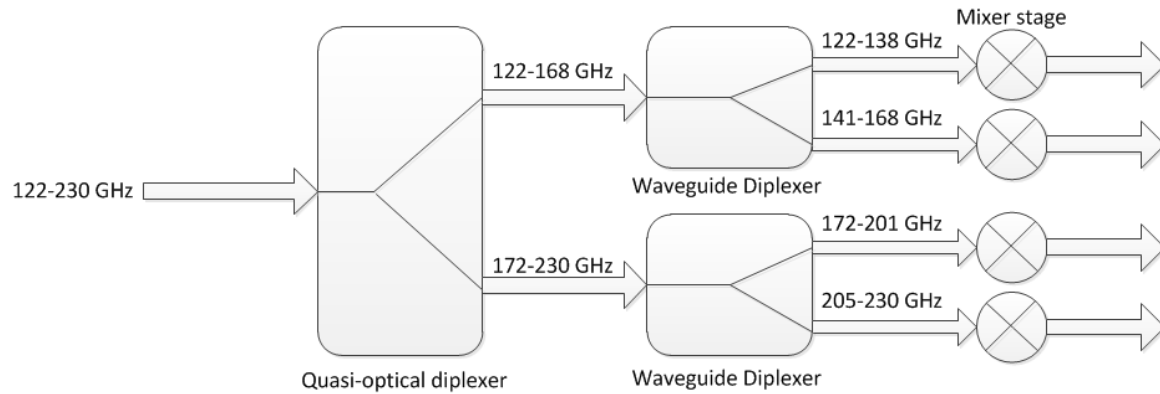 Mixer stage
122-138 GHz
122-168 GHz
141-168 GHz
122-230 GHz
Waveguide Diplexer
172-201 GHz
172-230 GHz
205-230 GHz
Quasi-optical diplexer
Waveguide Diplexer